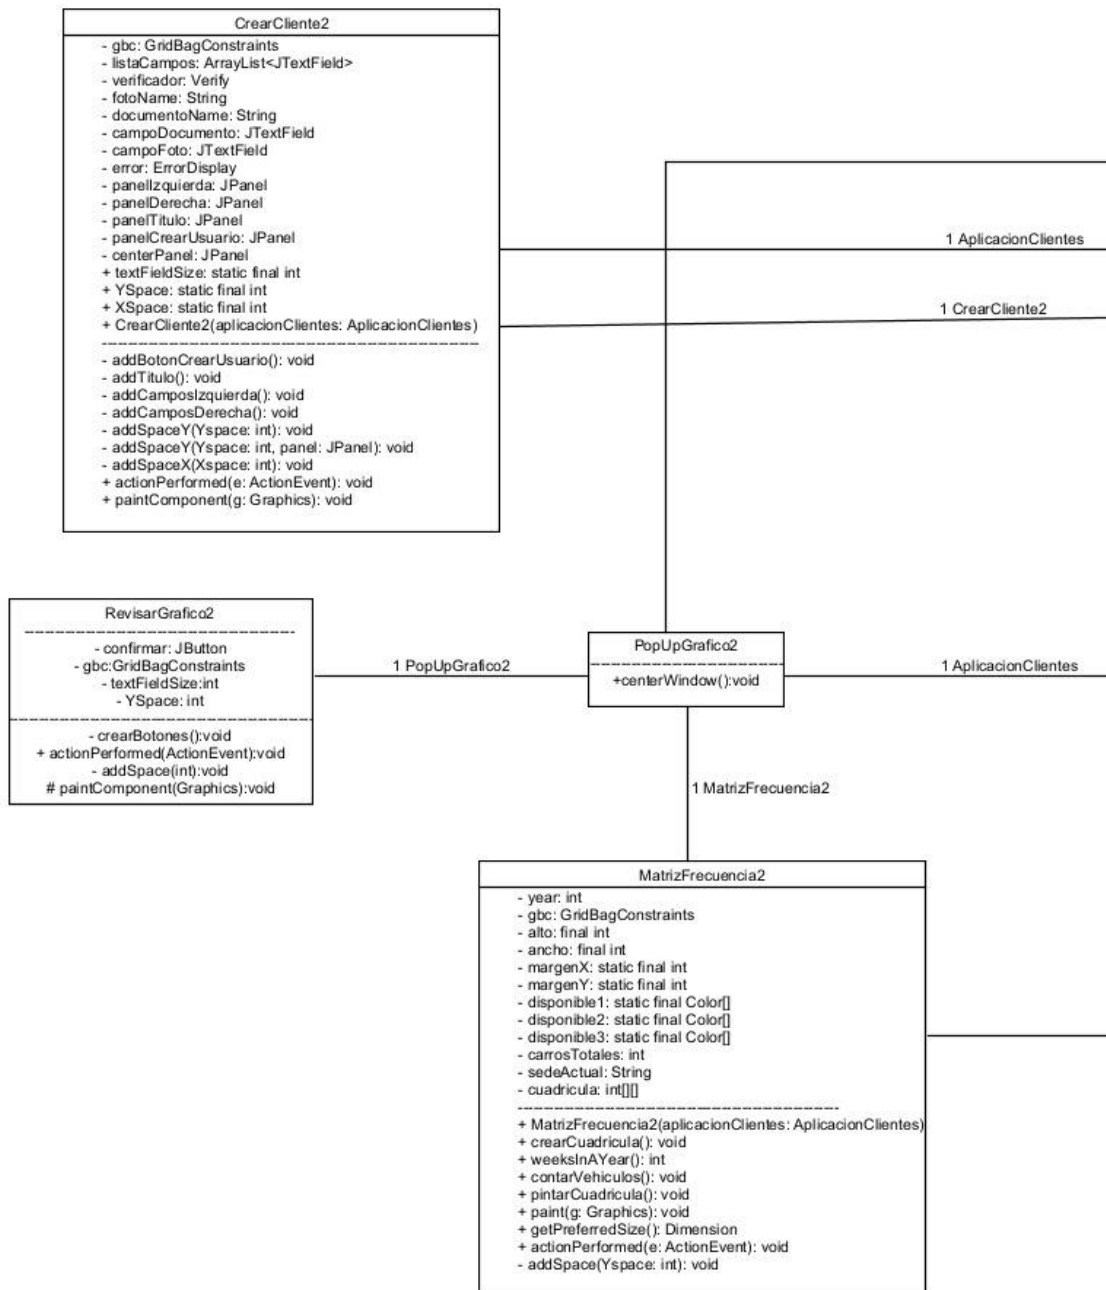 CrearCliente2
- gbc: GridBagConstraints
- listaCampos: ArrayList<JTextField>
- verificador: Verify
- fotoName: String
- documentoName: String
- campoDocumento: JTextField
- campoFoto: JTextField
- error: ErrorDisplay
- panelIzquierda: JPanel
- panelDerecha: JPanel
- panelTitulo: JPanel
- panelCrearUsuario: JPanel
- centerPanel: JPanel
+ textFieldSize: static final int
+ YSpace: static final int
+ XSpace: static final int
+ CrearCliente2(aplicacionClientes: AplicacionClientes)
- addBotonCrearUsuario(): void
- addTitulo(): void
- addCamposIzquierda(): void
- addCamposDerecha(): void
- addSpaceY(Yspace: int): void
- addSpaceY(Yspace: int, panel: JPanel): void
- addSpaceX(Xspace: int): void
+ actionPerformed(e: ActionEvent): void
+ paintComponent(g: Graphics): void
1 AplicacionClientes
1 CrearCliente2
RevisarGrafico2
- confirmar: JButton
- gbc:GridBagConstraints
- textFieldSize:int
- YSpace: int
- crearBotones():void
+ actionPerformed(ActionEvent):void
- addSpace(int):void
# paintComponent(Graphics):void
1 PopUpGrafico2
PopUpGrafico2
+centerWindow():void
1 AplicacionClientes
1 MatrizFrecuencia2
MatrizFrecuencia2
- year: int
- gbc: GridBagConstraints
- alto: final int
- ancho: final int
- margenX: static final int
- margenY: static final int
- disponible1: static final Color[]
- disponible2: static final Color[]
- disponible3: static final Color[]
- carrosTotales: int
- sedeActual: String
- cuadricula: int[][]
+ MatrizFrecuencia2(aplicacionClientes: AplicacionClientes)
+ crearCuadricula(): void
+ weeksInAYear(): int
+ contarVehiculos(): void
+ pintarCuadricula(): void
+ paint(g: Graphics): void
+ getPreferredSize(): Dimension
+ actionPerformed(e: ActionEvent): void
- addSpace(Yspace: int): void